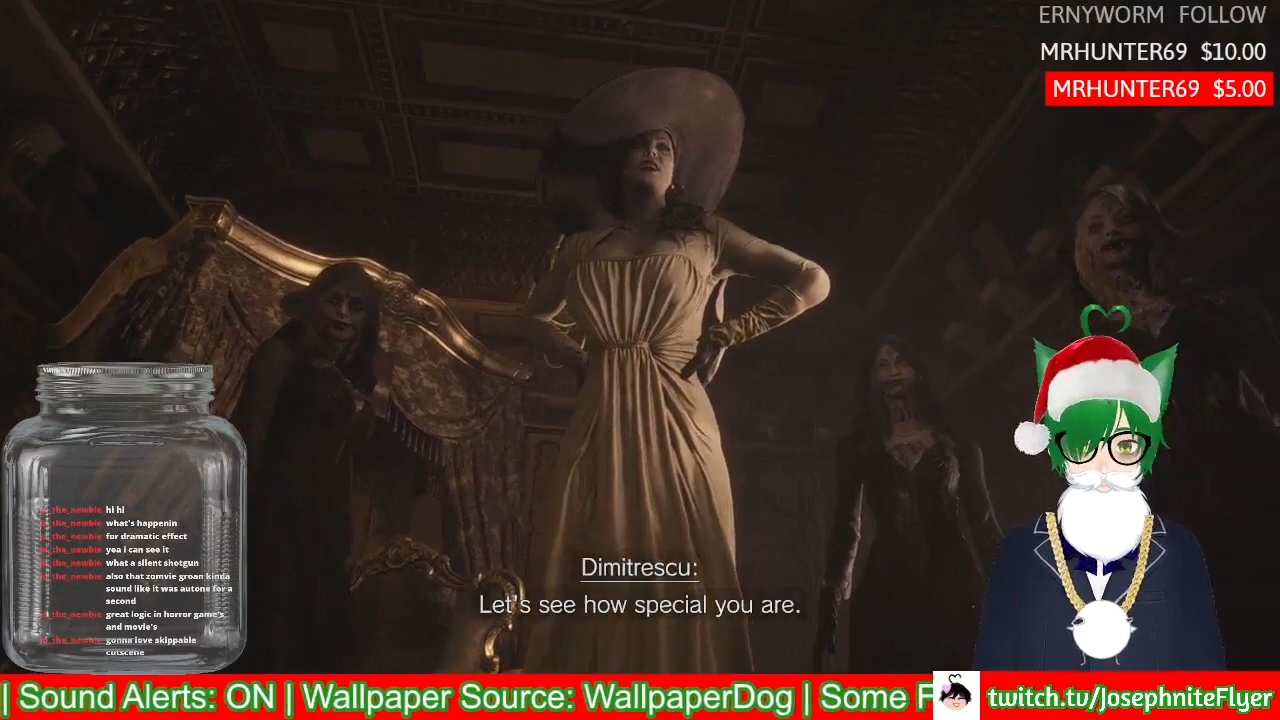 ERNYWORM FOLLOW
MRHUNTER69 $10.00
MRHUNTER69 $5.00
hi hi
what's happenin
for dramatic effect
yea i can see it
what a silent shotgun
also that zomvie groan kinda
sound like it was autone for a
second
great logic in horror game's
and movie's
gonna love skippable
cutscene
Dimitrescu:
Let's see how special you are.
| Sound Alerts: ON | Wallpaper Source: WallpaperDog | Some
twitch.tv/JosephniteFlyer